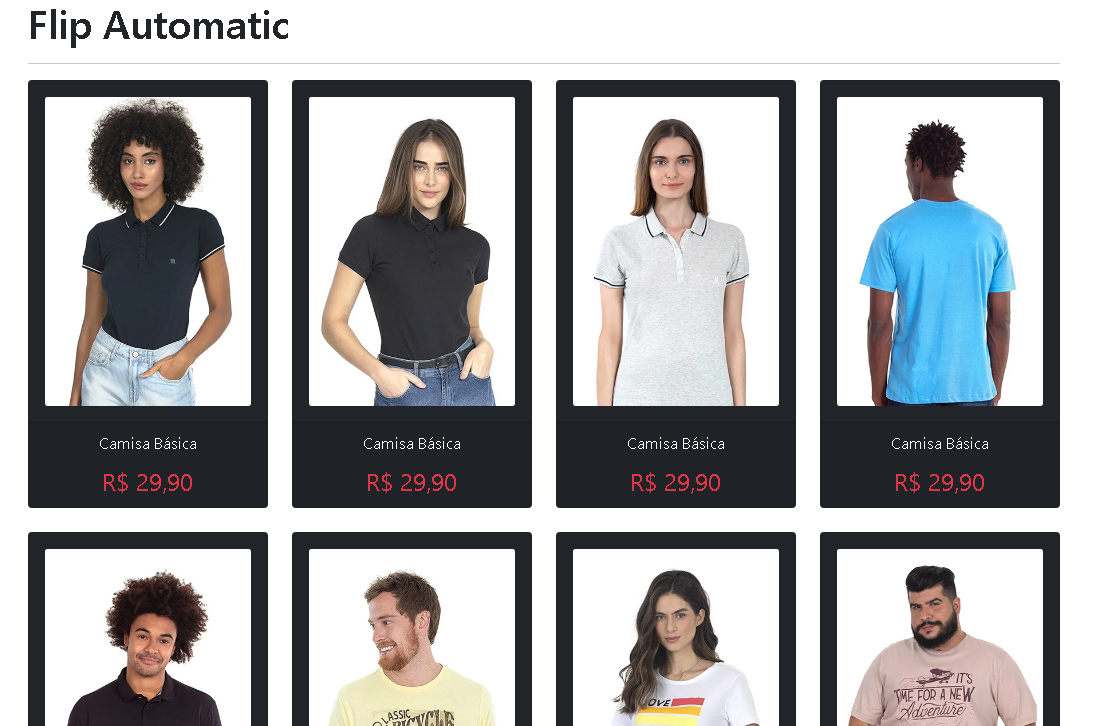 Flip Automatic
Camisa Básica
R$ 29,90
Camisa Básica
R$ 29,90
Camisa Básica
R$ 29,90
Camisa Básica
R$ 29,90
CLASSIC
BICYCLE
LOVE
IT'S
TIME FOR A NEW
Adventure